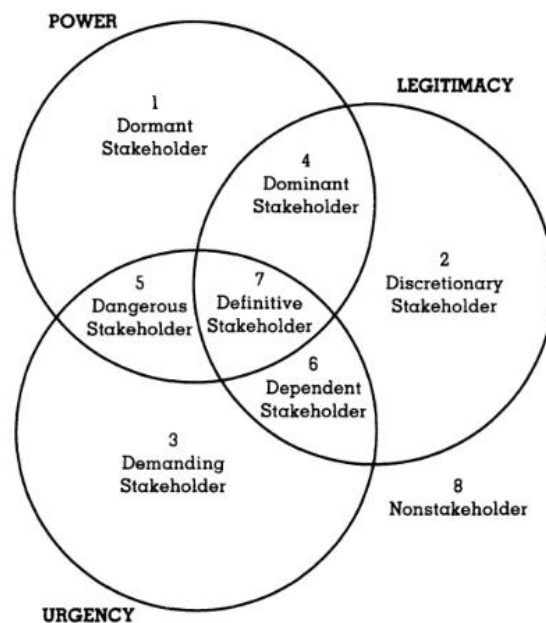 POWER
LEGITIMACY
1
Dormant
Stakeholder
4
Dominant
Stakeholder
2
Discretionary
Stakeholder
5
Dangerous
Stakeholder
7
Definitive
Stakeholder
6
Dependent
Stakeholder
3
Demanding
Stakeholder
8
Nonstakeholder
URGENCY